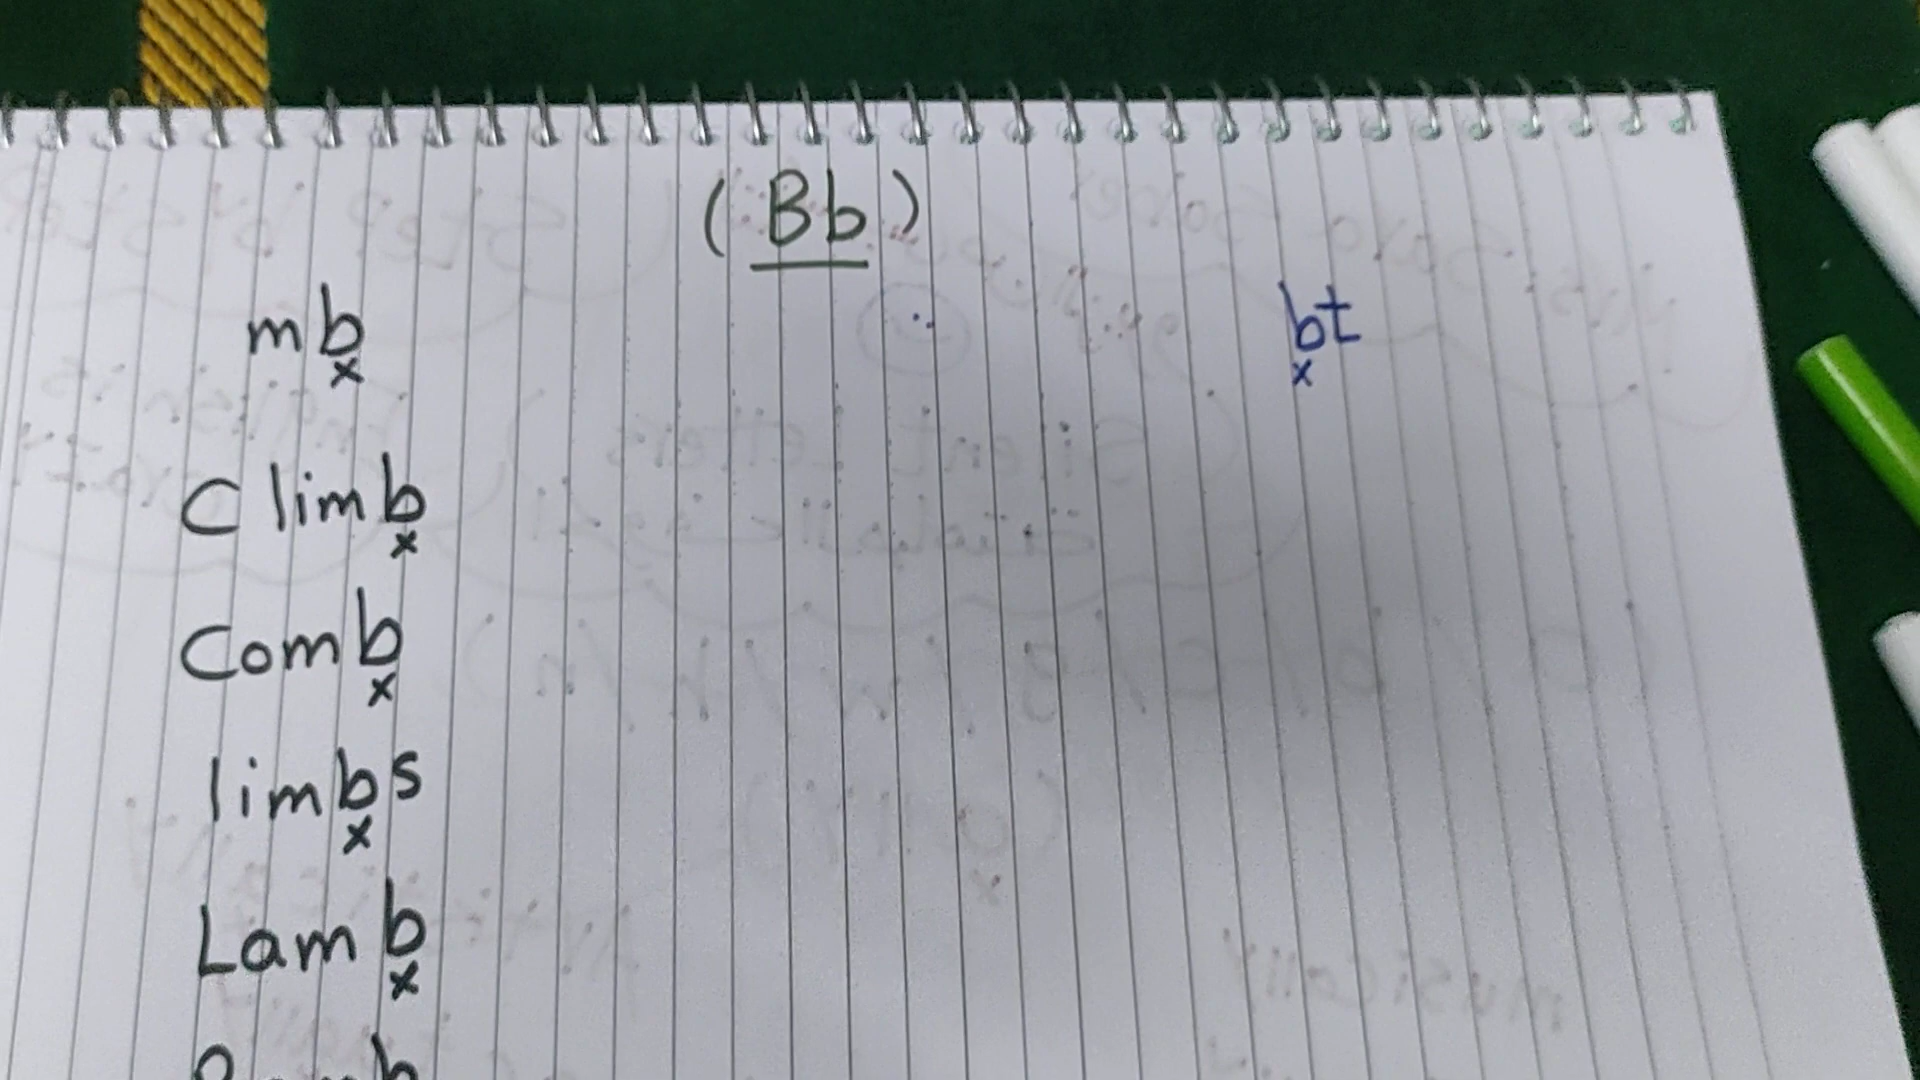 (Bb)
mb bt
x x
Climb
x
Comb
x
limbs
x
Lamb
x